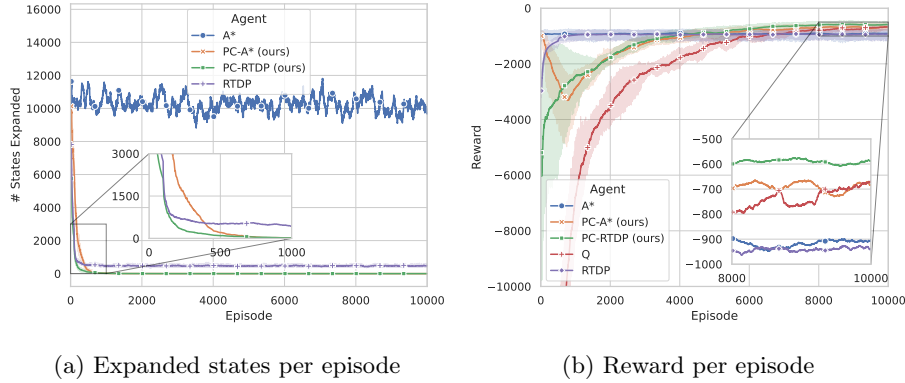 16000
14000
12000
10000
8000
6000
4000
2000
0
# States Expanded
0 2000 4000 6000 8000 10000
Episode
Agent
A*
PC-A* (ours)
PC-RTDP (ours)
RTDP
3000
1500
0
0 500 1000
(a) Expanded states per episode
0
−2000
−4000
−6000
−8000
−10000
Reward
0 2000 4000 6000 8000 10000
Episode
Agent
A*
PC-A* (ours)
PC-RTDP (ours)
Q
RTDP
−500
−600
−700
−800
−900
−1000
8000 10000
(b) Reward per episode